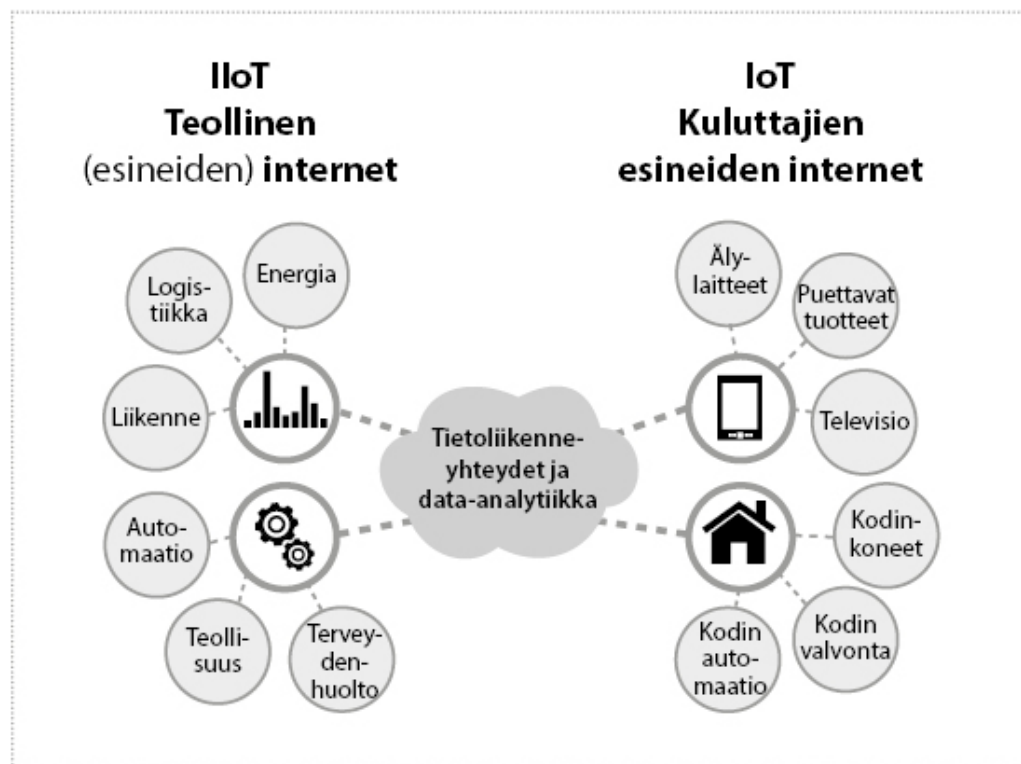 IIoT
Teollinen
(esineiden) internet
IoT
Kuluttajien
esineiden internet
Energia
Logis-
tiikka
Liikenne
Auto-
maatio
Teolli-
suus
Tervey-
den-
huolto
Tietoliikenne-
yhteydet ja
data-analytiikka
Äly-
laitteet
Puettavat
tuotteet
Televisio
Kodin-
koneet
Kodin
valvonta
Kodin
auto-
maatio